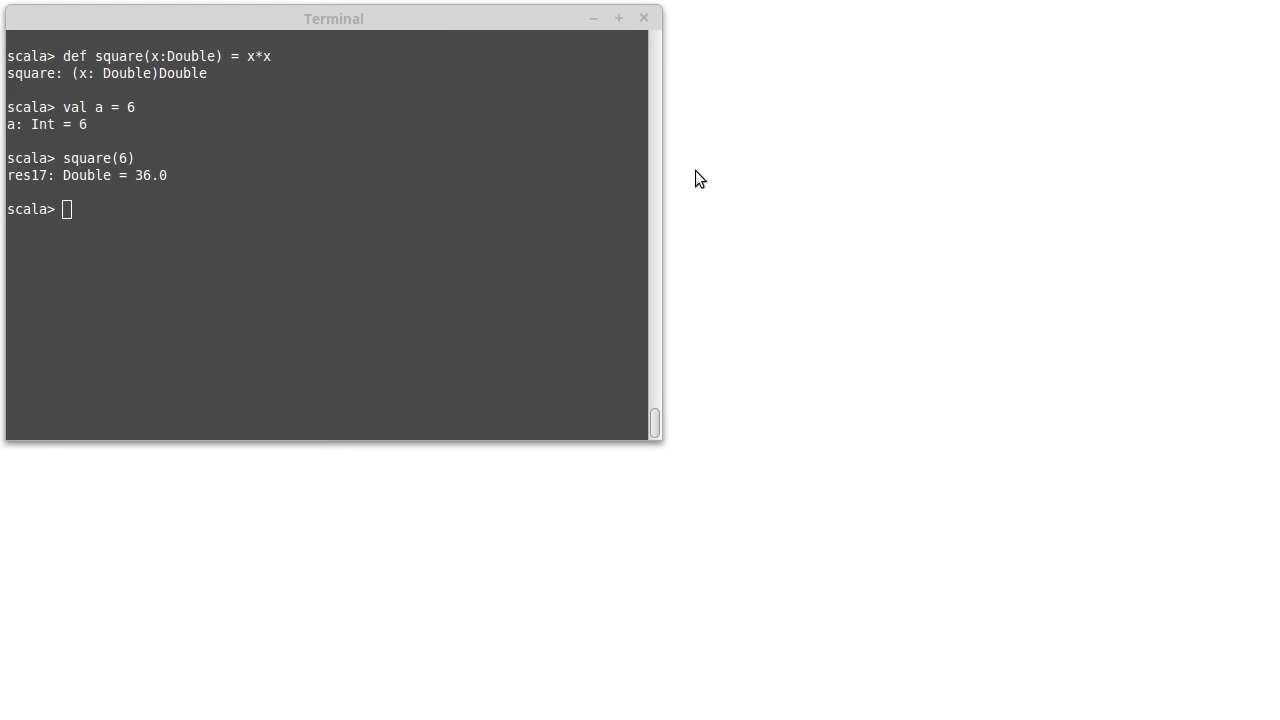 Terminal
scala> def square(x:Double) = x*x
square: (x: Double)Double
scala> val a = 6
a: Int = 6
scala> square(6)
res17: Double = 36.0
scala>